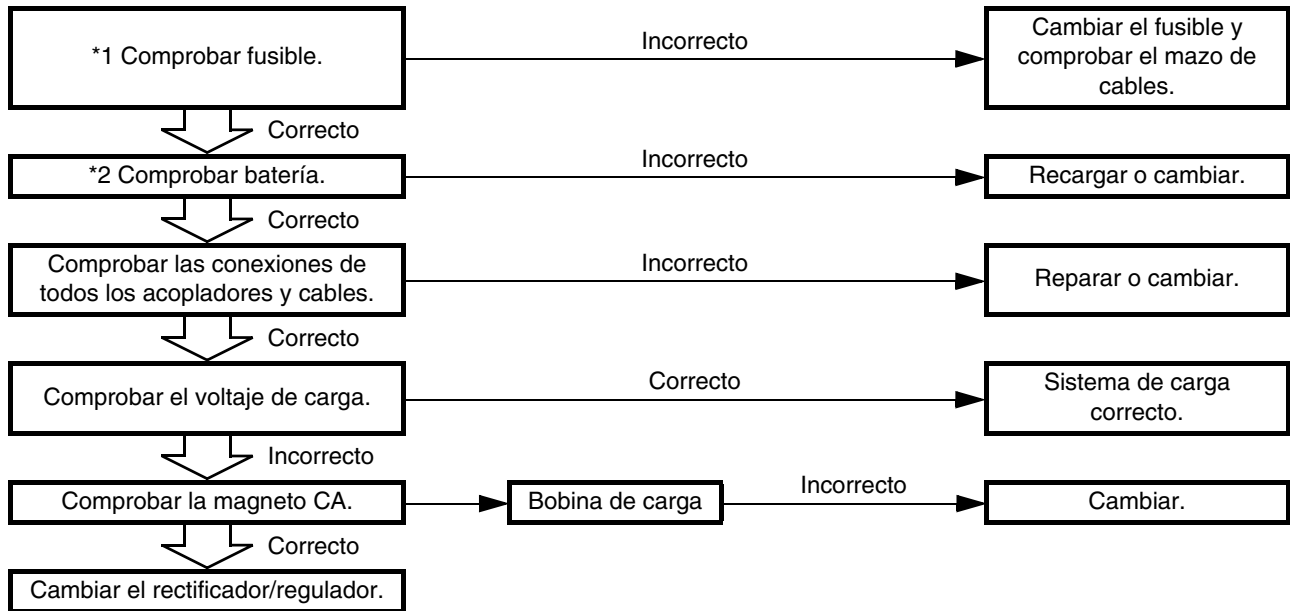 *1 Comprobar fusible.
Incorrecto
Cambiar el fusible y
comprobar el mazo de
cables.
Correcto
*2 Comprobar batería.
Incorrecto
Recargar o cambiar.
Correcto
Comprobar las conexiones de
todos los acopladores y cables.
Incorrecto
Reparar o cambiar.
Correcto
Comprobar el voltaje de carga.
Correcto
Sistema de carga
correcto.
Incorrecto
Comprobar la magneto CA.
Bobina de carga
Incorrecto
Cambiar.
Correcto
Cambiar el rectificador/regulador.